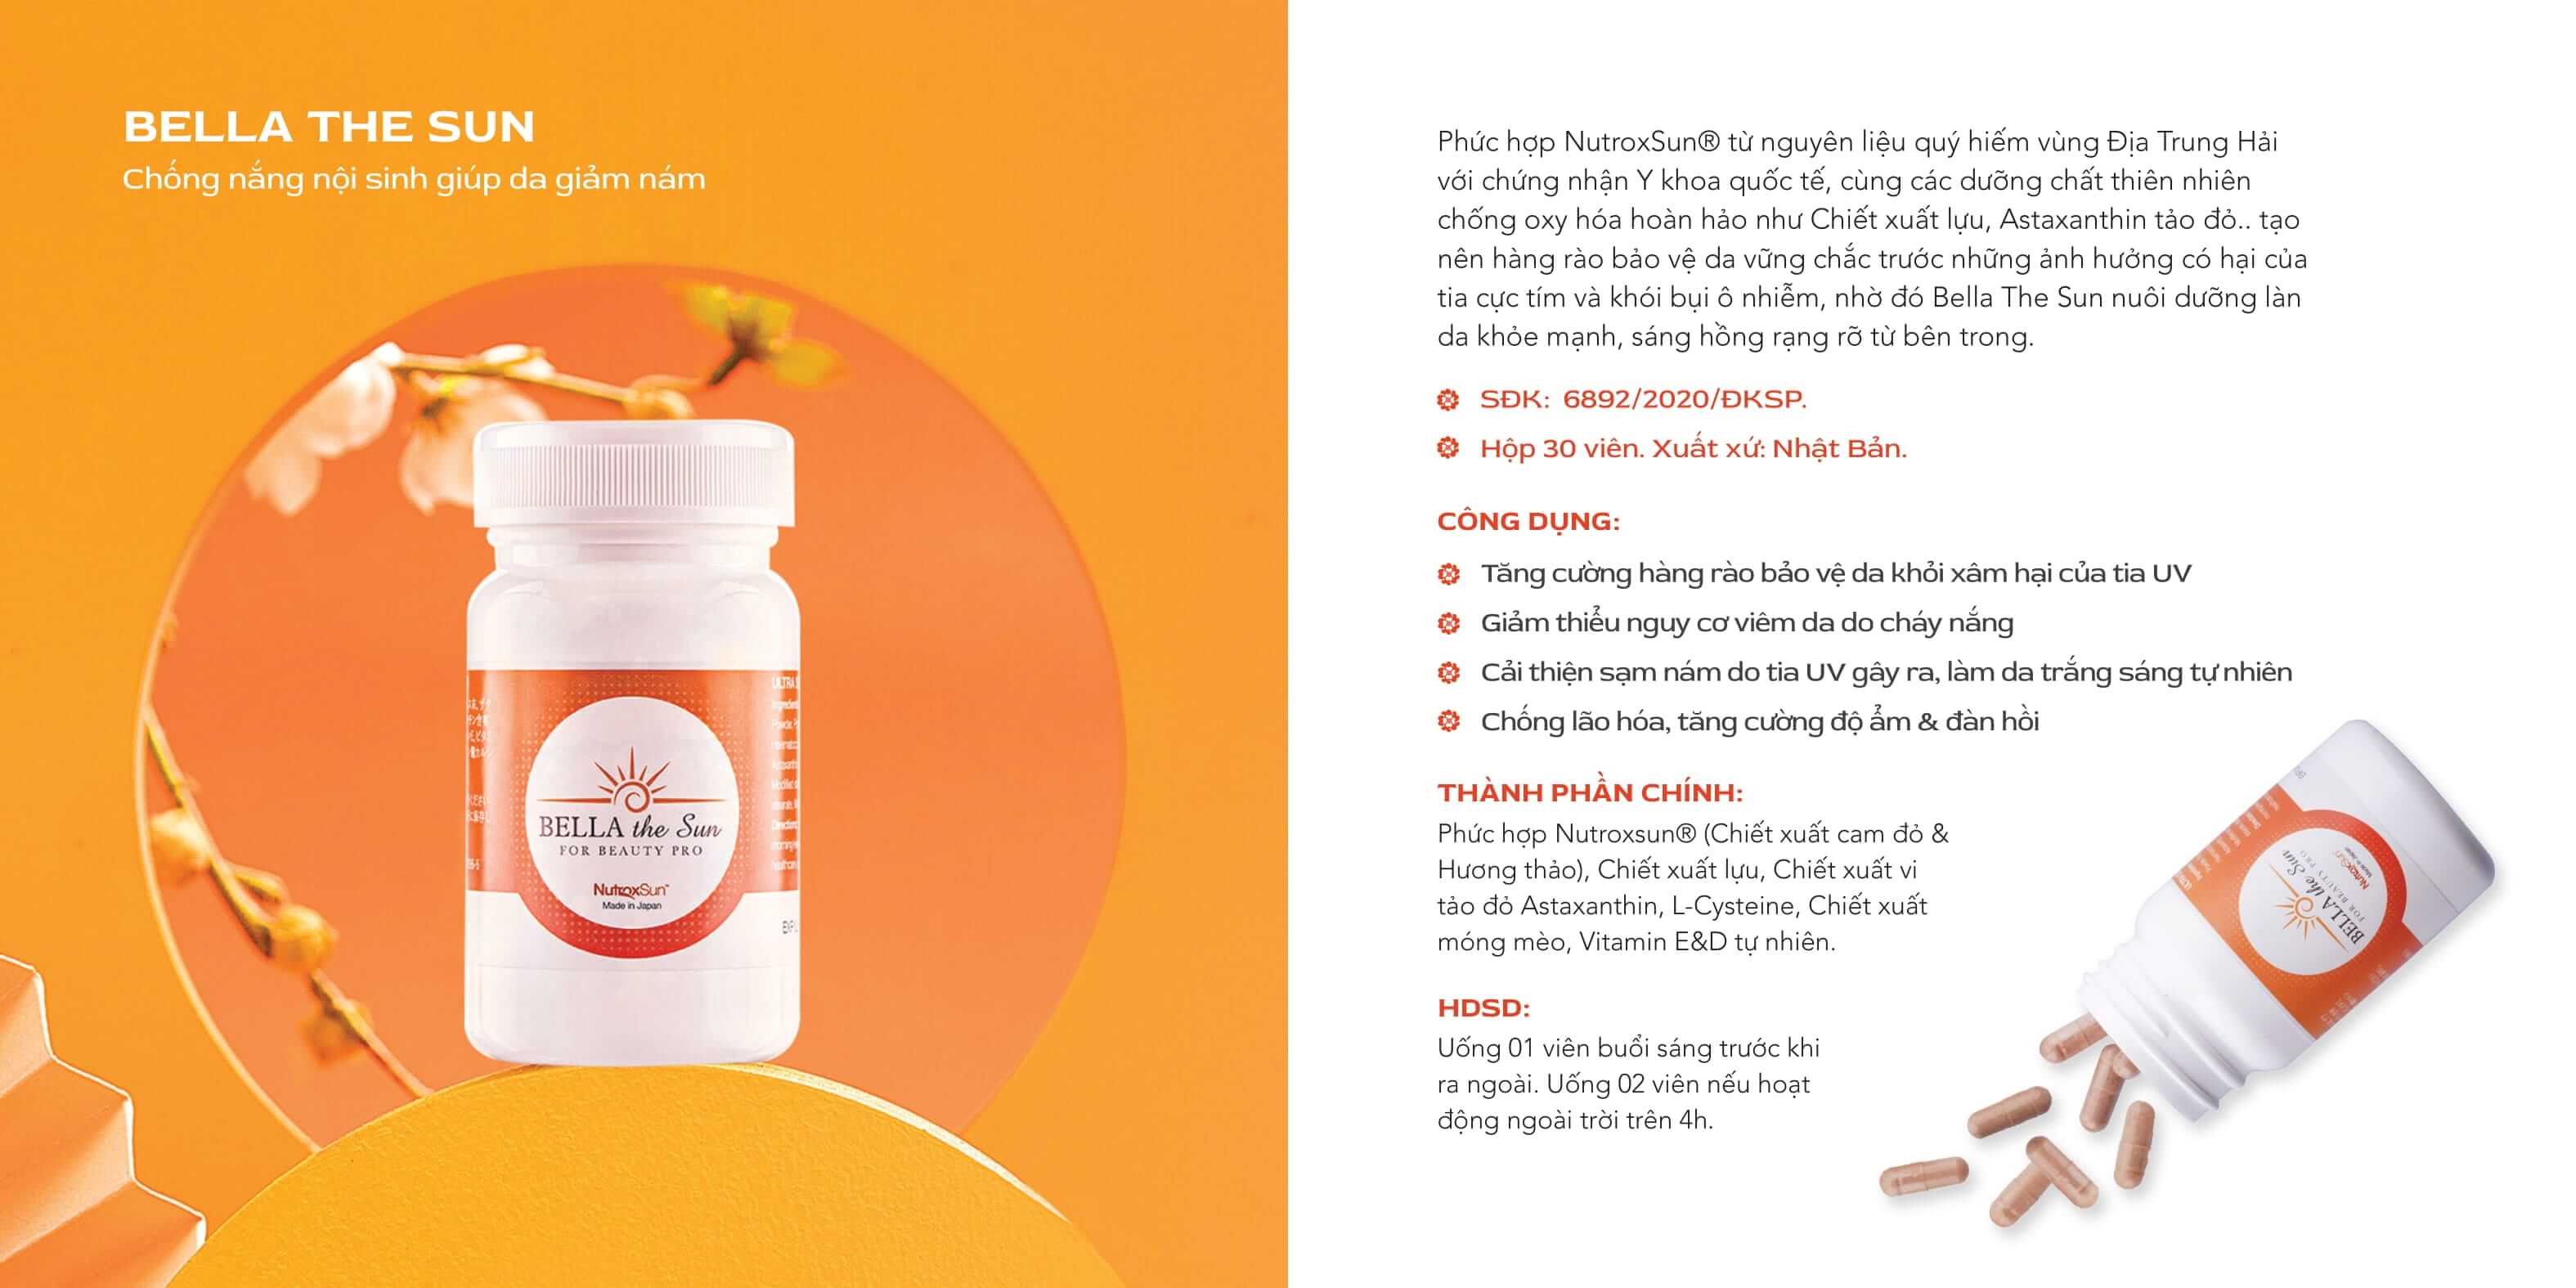 BELLA THE SUN
Chống nắng nội sinh giúp da giảm nám
ULTRA
BELLA the Sun
FOR BEAUTY PRO
NutroxSun™
Made in Japan
EXP
Phức hợp NutroxSun® từ nguyên liệu quý hiếm vùng Địa Trung Hải
với chứng nhận Y khoa quốc tế, cùng các dưỡng chất thiên nhiên
chống oxy hóa hoàn hảo như Chiết xuất lựu, Astaxanthin tảo đỏ.. tạo
nên hàng rào bảo vệ da vững chắc trước những ảnh hưởng có hại của
tia cực tím và khói bụi ô nhiễm, nhờ đó Bella The Sun nuôi dưỡng làn
da khỏe mạnh, sáng hồng rạng rỡ từ bên trong.
SĐK: 6892/2020/ĐKSP.
Hộp 30 viên. Xuất xứ: Nhật Bản.
CÔNG DỤNG:
Tăng cường hàng rào bảo vệ da khỏi xâm hại của tia UV
Giảm thiểu nguy cơ viêm da do cháy nắng
Cải thiện sạm nám do tia UV gây ra, làm da trắng sáng tự nhiên
Chống lão hóa, tăng cường độ ẩm & đàn hồi
THÀNH PHẦN CHÍNH:
Phức hợp Nutroxsun® (Chiết xuất cam đỏ &
Hương thảo), Chiết xuất lựu, Chiết xuất vi
tảo đỏ Astaxanthin, L-Cysteine, Chiết xuất
móng mèo, Vitamin E&D tự nhiên.
HDSD:
Uống 01 viên buổi sáng trước khi
ra ngoài. Uống 02 viên nếu hoạt
động ngoài trời trên 4h.
BELLA the Sun
FOR BEAUTY PRO
NutroxSun
Made in Japan